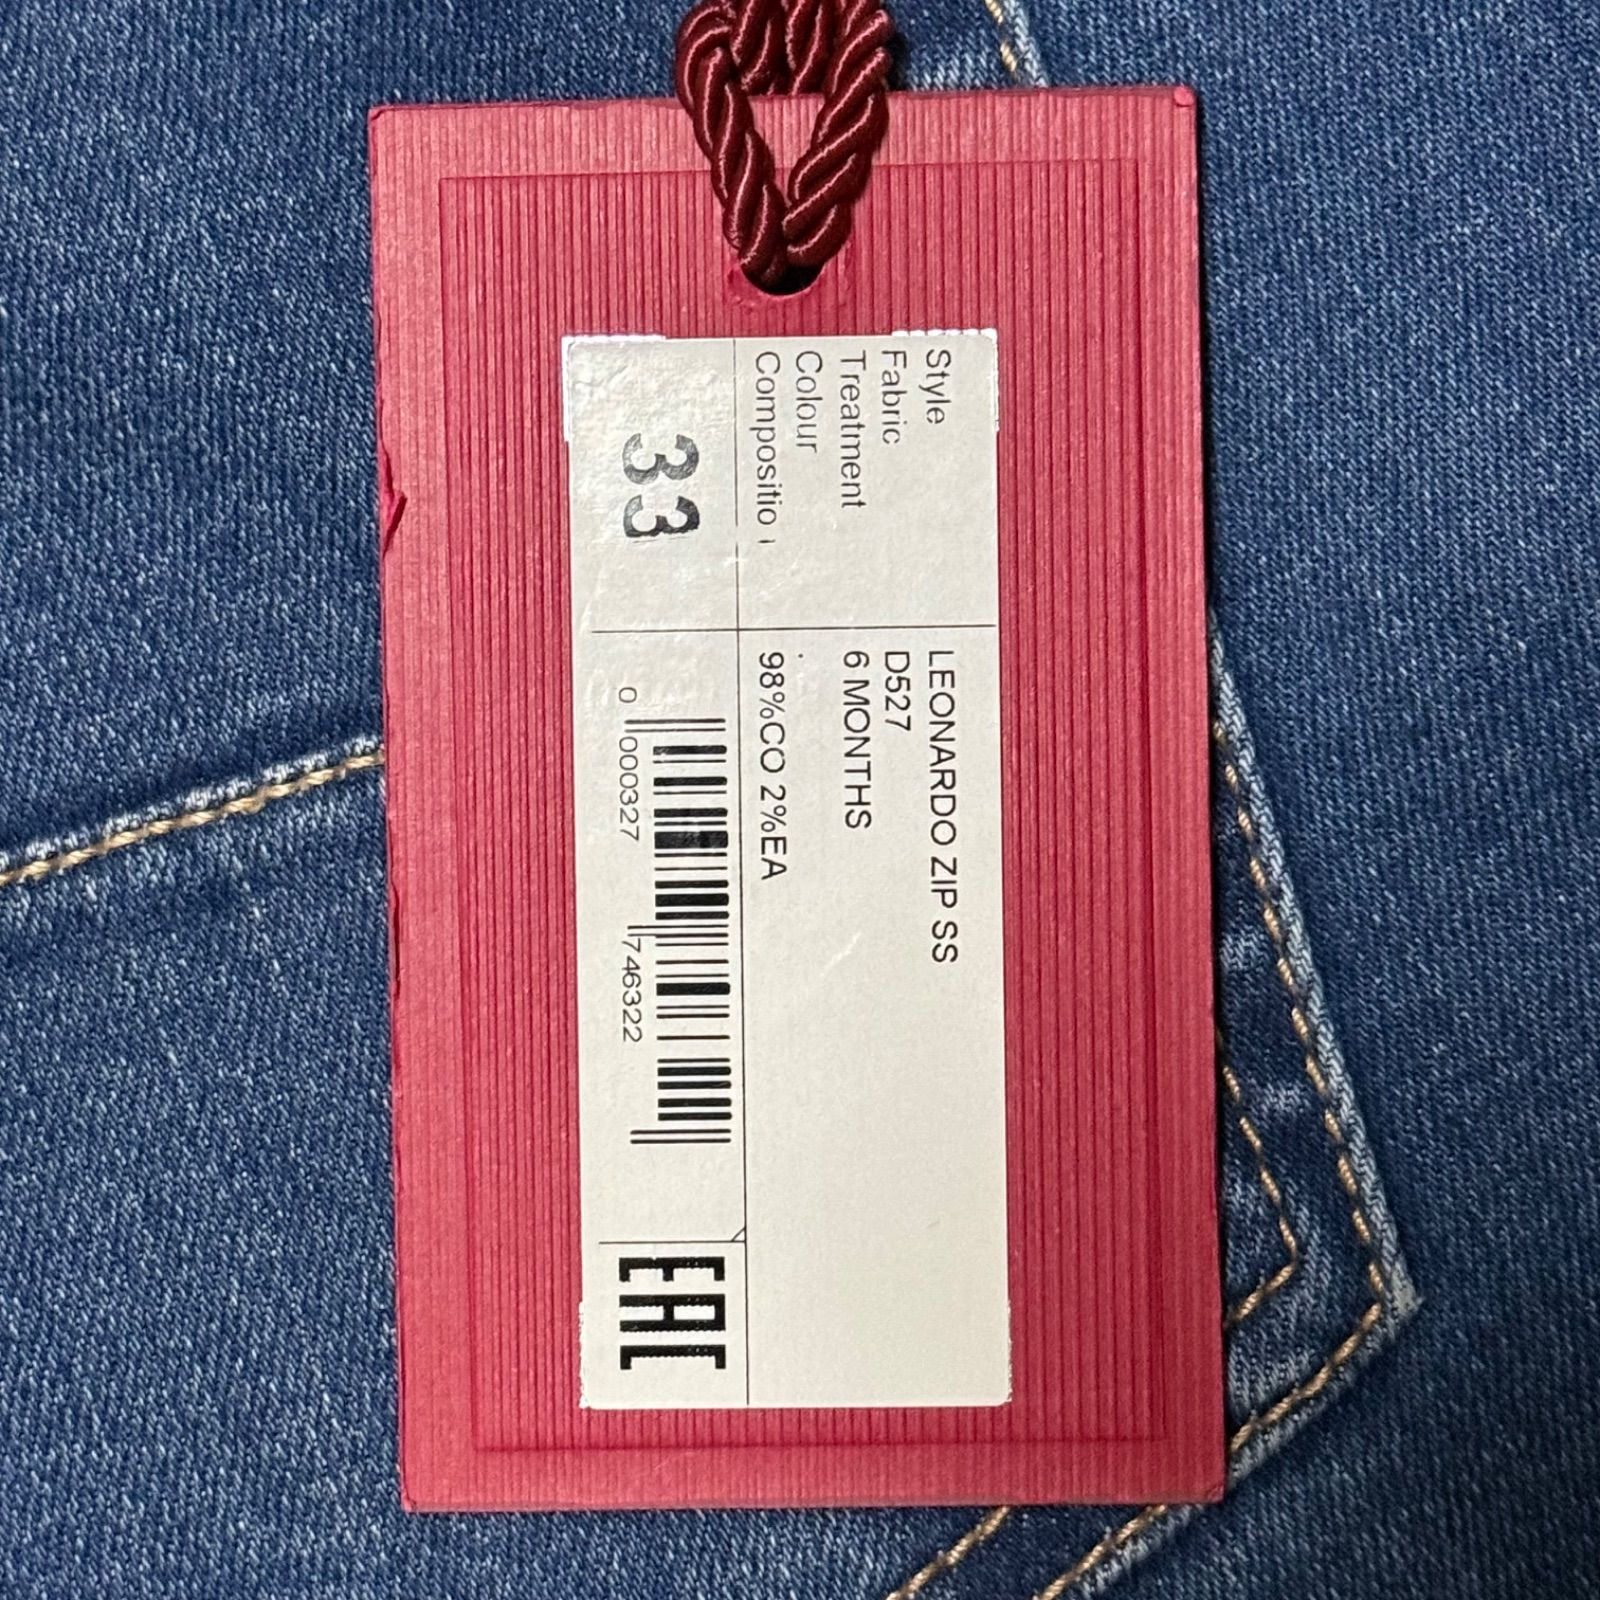 Style LEONARDO ZIP SS
Fabric D527
Treatment 6 MONTHS
Colour .
Compositio 98%CO 2%EA
33
0 000327 746322
EAC